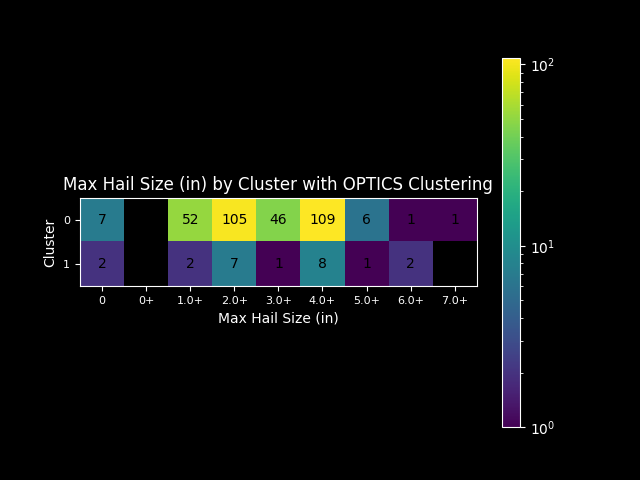 Max Hail Size (in) by Cluster with OPTICS Clustering
Cluster
0 7 52 105 46 109 6 1 1
1 2 2 7 1 8 1 2
0 0+ 1.0+ 2.0+ 3.0+ 4.0+ 5.0+ 6.0+ 7.0+
Max Hail Size (in)
10²
10¹
10⁰